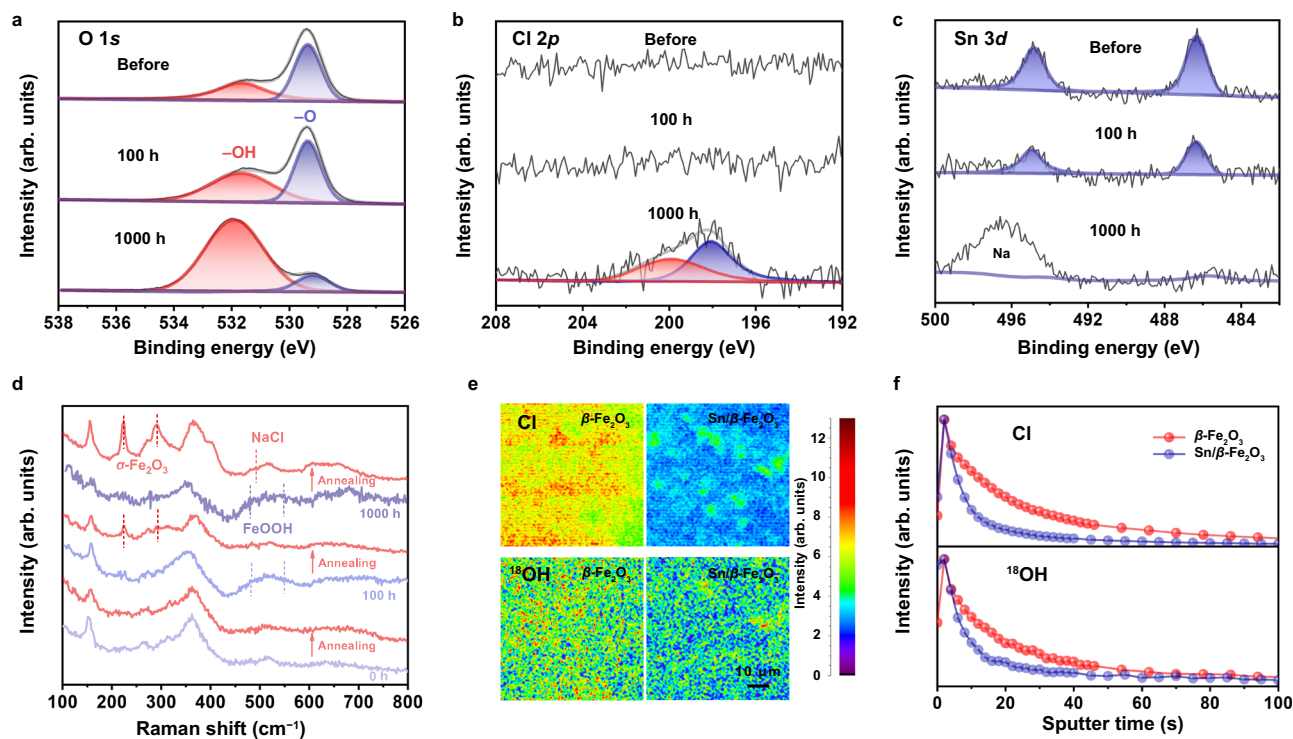 a
O 1s
Before
–O
100 h
–OH
1000 h
Intensity (arb. units)
538 536 534 532 530 528 526
Binding energy (eV)
b
Cl 2p
Before
100 h
1000 h
Intensity (arb. units)
208 204 200 196 192
Binding energy (eV)
c
Sn 3d
Before
100 h
1000 h
Na
Intensity (arb. units)
500 496 492 488 484
Binding energy (eV)
d
NaCl
α-Fe₂O₃
Annealing
1000 h
FeOOH
Annealing
100 h
Annealing
0 h
Intensity (arb. units)
100 200 300 400 500 600 700 800
Raman shift (cm⁻¹)
e
Cl
β-Fe₂O₃
Sn/β-Fe₂O₃
¹⁸OH
β-Fe₂O₃
Sn/β-Fe₂O₃
10 μm
12
10
8
6
4
2
0
Intensity (arb. units)
f
Cl
β-Fe₂O₃
Sn/β-Fe₂O₃
¹⁸OH
Intensity (arb. units)
0 20 40 60 80 100
Sputter time (s)